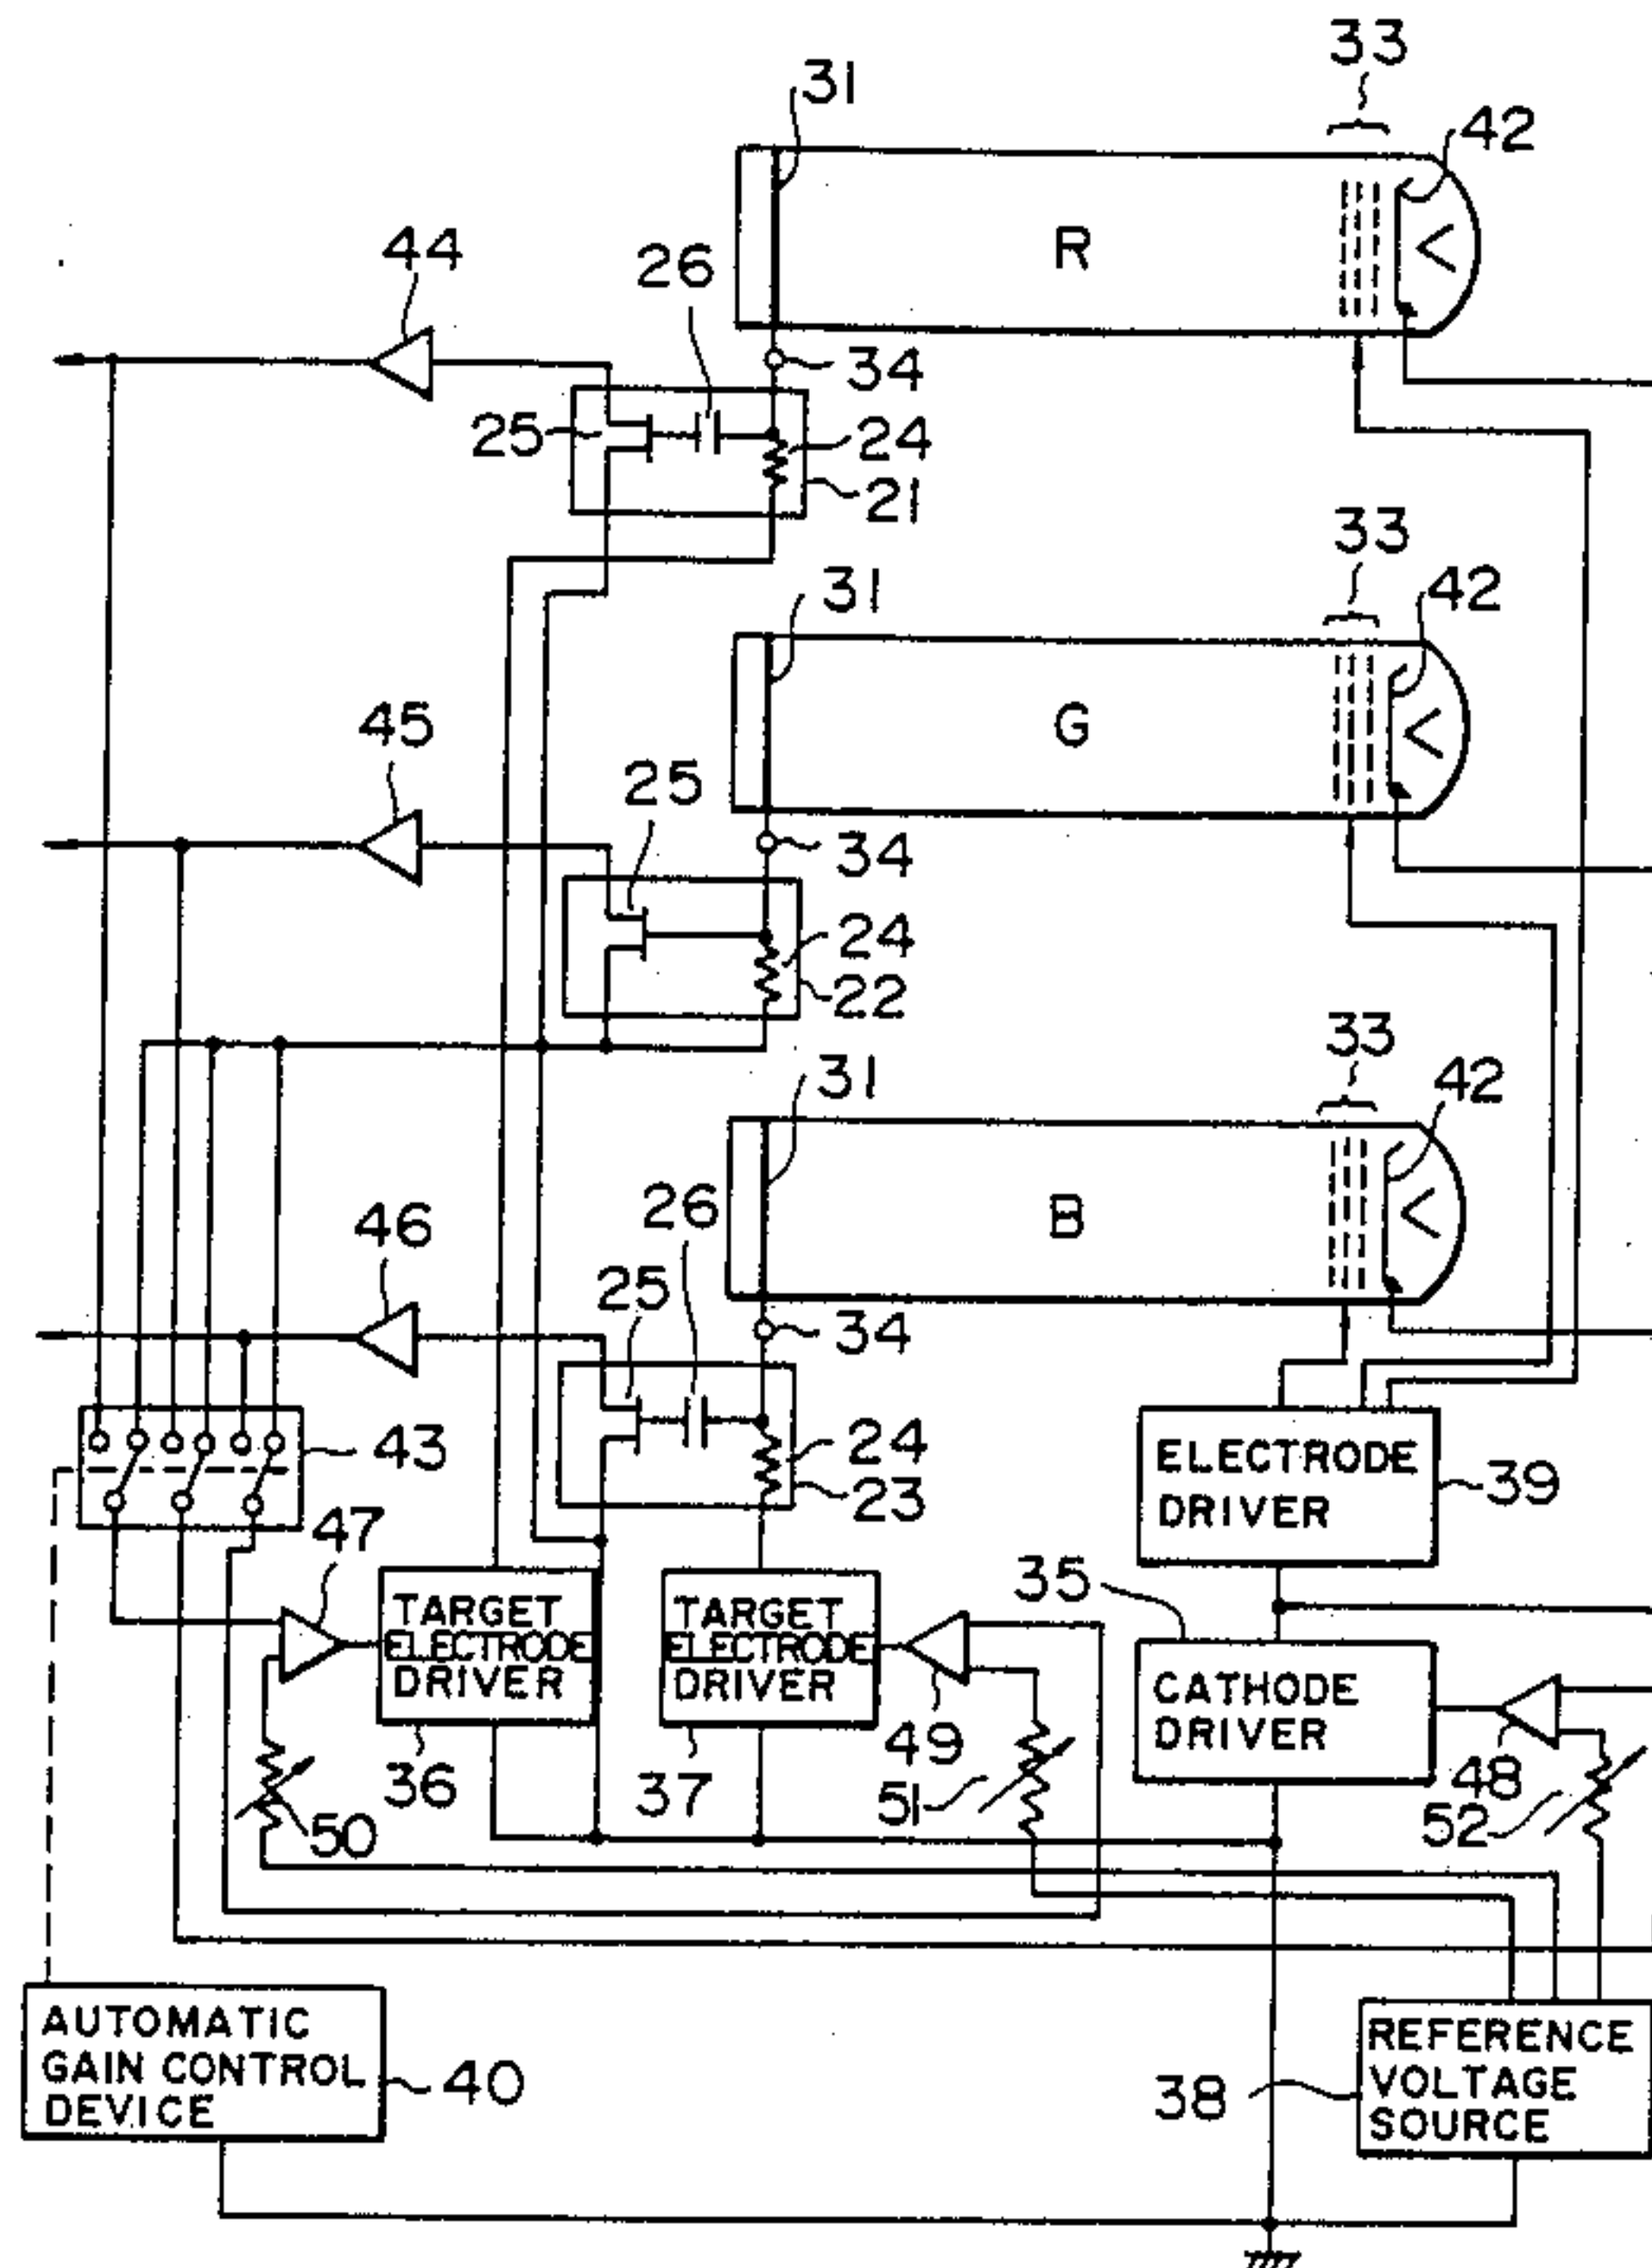 33
31
42
R
44
26
34
25
24
21
33
31
42
G
45
25
34
24
22
33
31
42
B
46
26
25
34
24
23
43
ELECTRODE
DRIVER
39
47
35
TARGET
ELECTRODE
DRIVER
TARGET
ELECTRODE
DRIVER
CATHODE
DRIVER
36
37
49
48
50
51
52
AUTOMATIC
GAIN CONTROL
DEVICE
40
REFERENCE
VOLTAGE
SOURCE
38